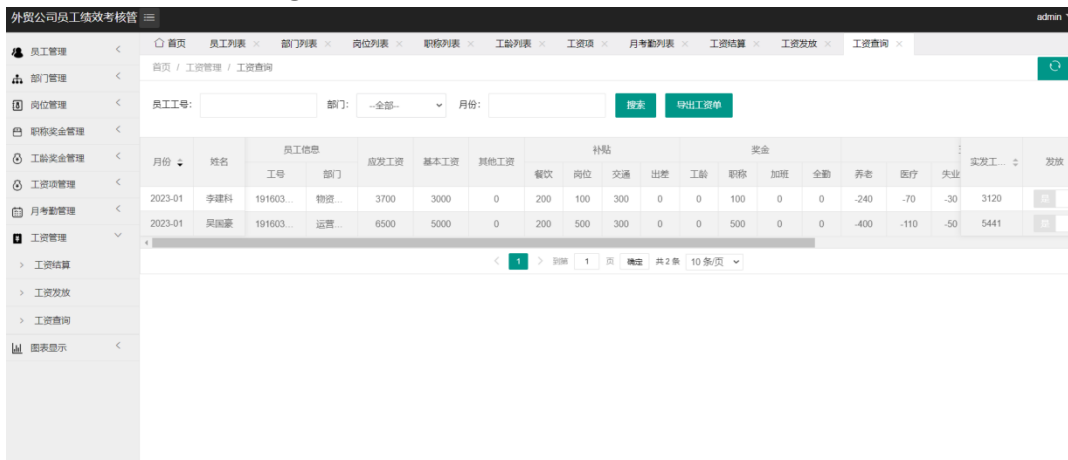 外贸公司员工绩效考核管
admin
员工管理
部门管理
岗位管理
职称奖金管理
工龄奖金管理
工资项管理
月考勤管理
工资管理
工资结算
工资发放
工资查询
图表显示
首页 员工列表 × 部门列表 × 岗位列表 × 职称列表 × 工龄列表 × 工资项 × 月考勤列表 × 工资结算 × 工资发放 × 工资查询 ×
首页 / 工资管理 / 工资查询
员工工号: 部门: --全部-- 月份: 搜索 导出工资单
月份 姓名 员工信息 应发工资 基本工资 其他工资 补贴 奖金 实发工... 发放
工号 部门 餐饮 岗位 交通 出差 工龄 职称 加班 全勤 养老 医疗 失业
2023-01 李建科 191603... 物资... 3700 3000 0 200 100 300 0 0 100 0 0 -240 -70 -30 3120
2023-01 吴国豪 191603... 运营... 6500 5000 0 200 500 300 0 0 500 0 0 -400 -110 -50 5441
1 到第 1 页 确定 共 2 条 10 条/页